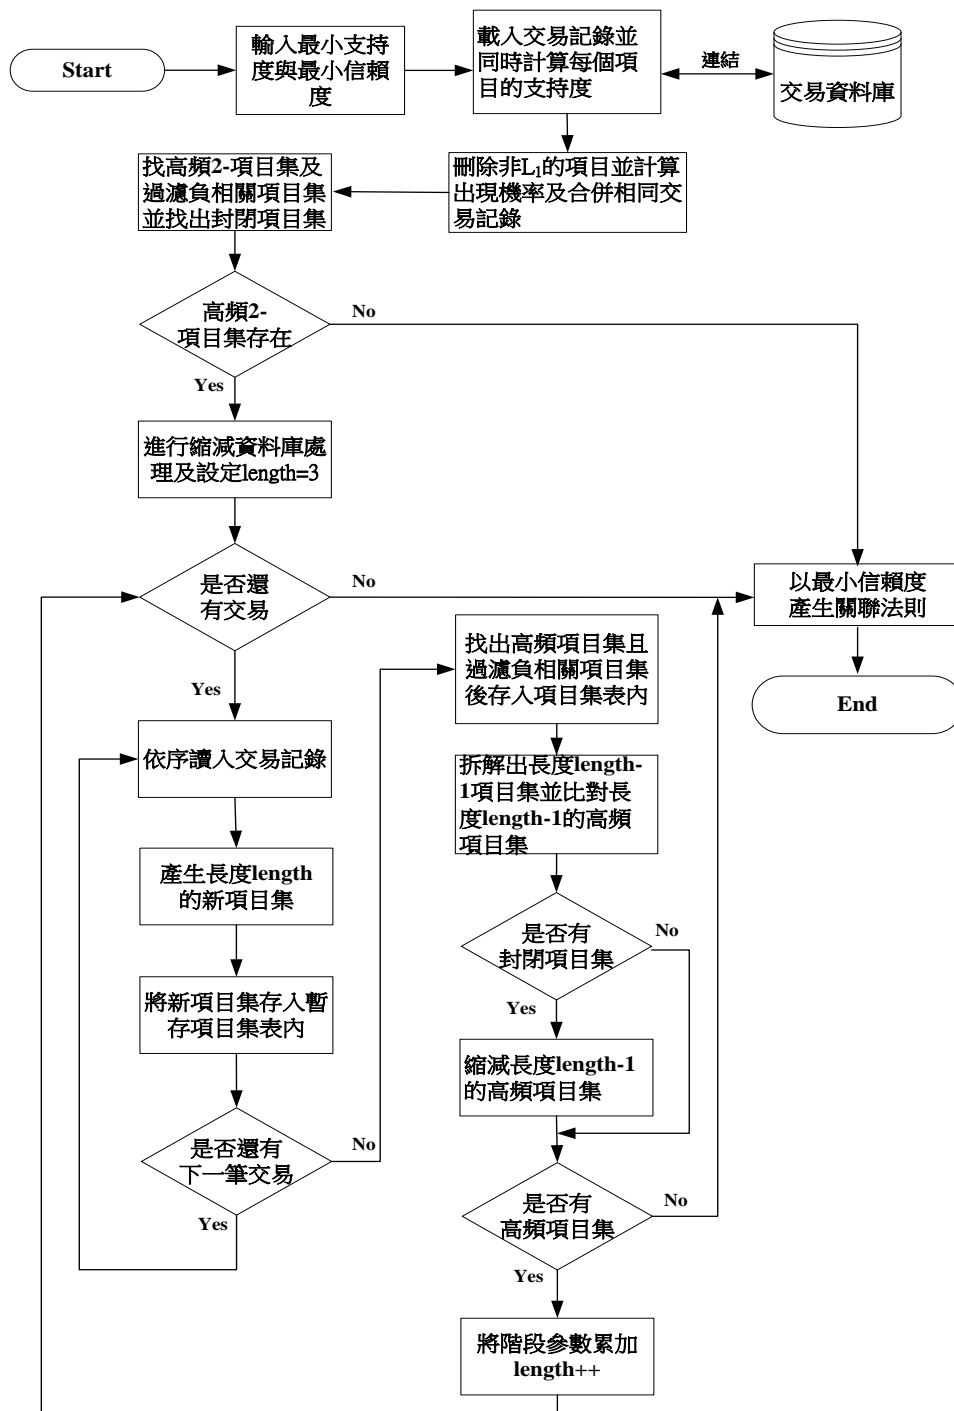 Start
輸入最小支持
度與最小信賴
度
載入交易記錄並
同時計算每個項
目的支持度
連結
交易資料庫
找高頻2-項目集及
過濾負相關項目集
並找出封閉項目集
刪除非L₁的項目並計算
出現機率及合併相同交
易記錄
高頻2-
項目集存在
No
Yes
進行縮減資料庫處
理及設定length=3
是否還
有交易
No
Yes
以最小信賴度
產生關聯法則
End
依序讀入交易記錄
產生長度length
的新項目集
將新項目集存入暫
存項目集表內
是否還有
下一筆交易
No
Yes
找出高頻項目集且
過濾負相關項目集
後存入項目集表內
拆解出長度length-
1項目集並比對長
度length-1的高頻
項目集
是否有
封閉項目集
No
Yes
縮減長度length-1
的高頻項目集
是否有
高頻項目集
No
Yes
將階段參數累加
length++